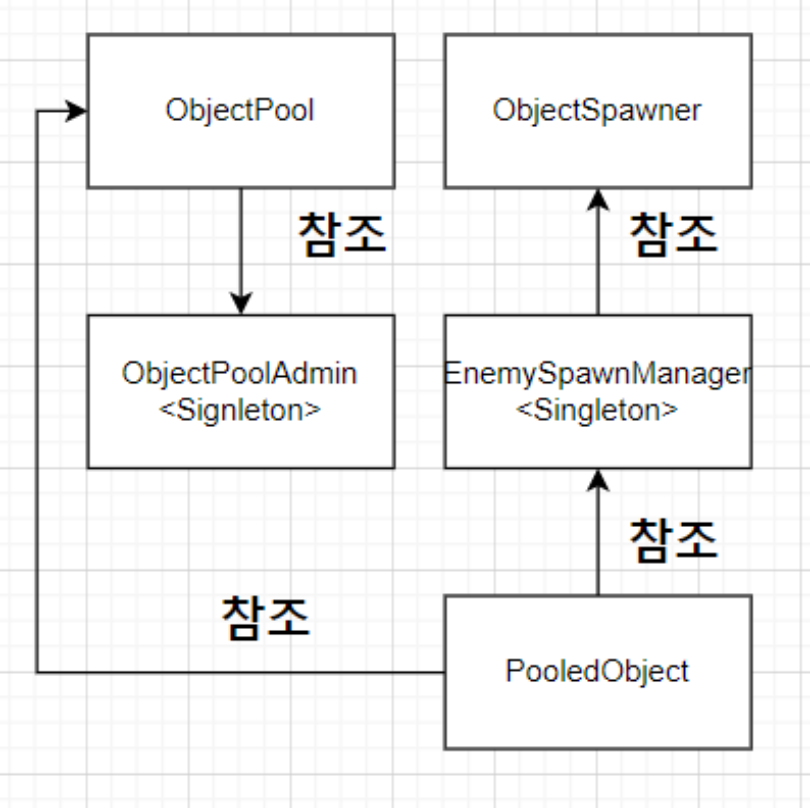 ObjectPool
ObjectSpawner
참조
참조
ObjectPoolAdmin
<Signleton>
EnemySpawnManager
<Singleton>
참조
참조
PooledObject